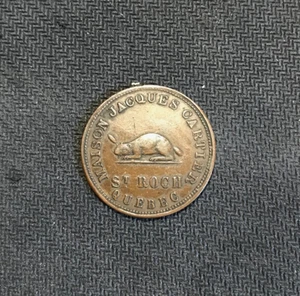 MAISON JACQUES CARTIER
ST ROCH
QUEBEC